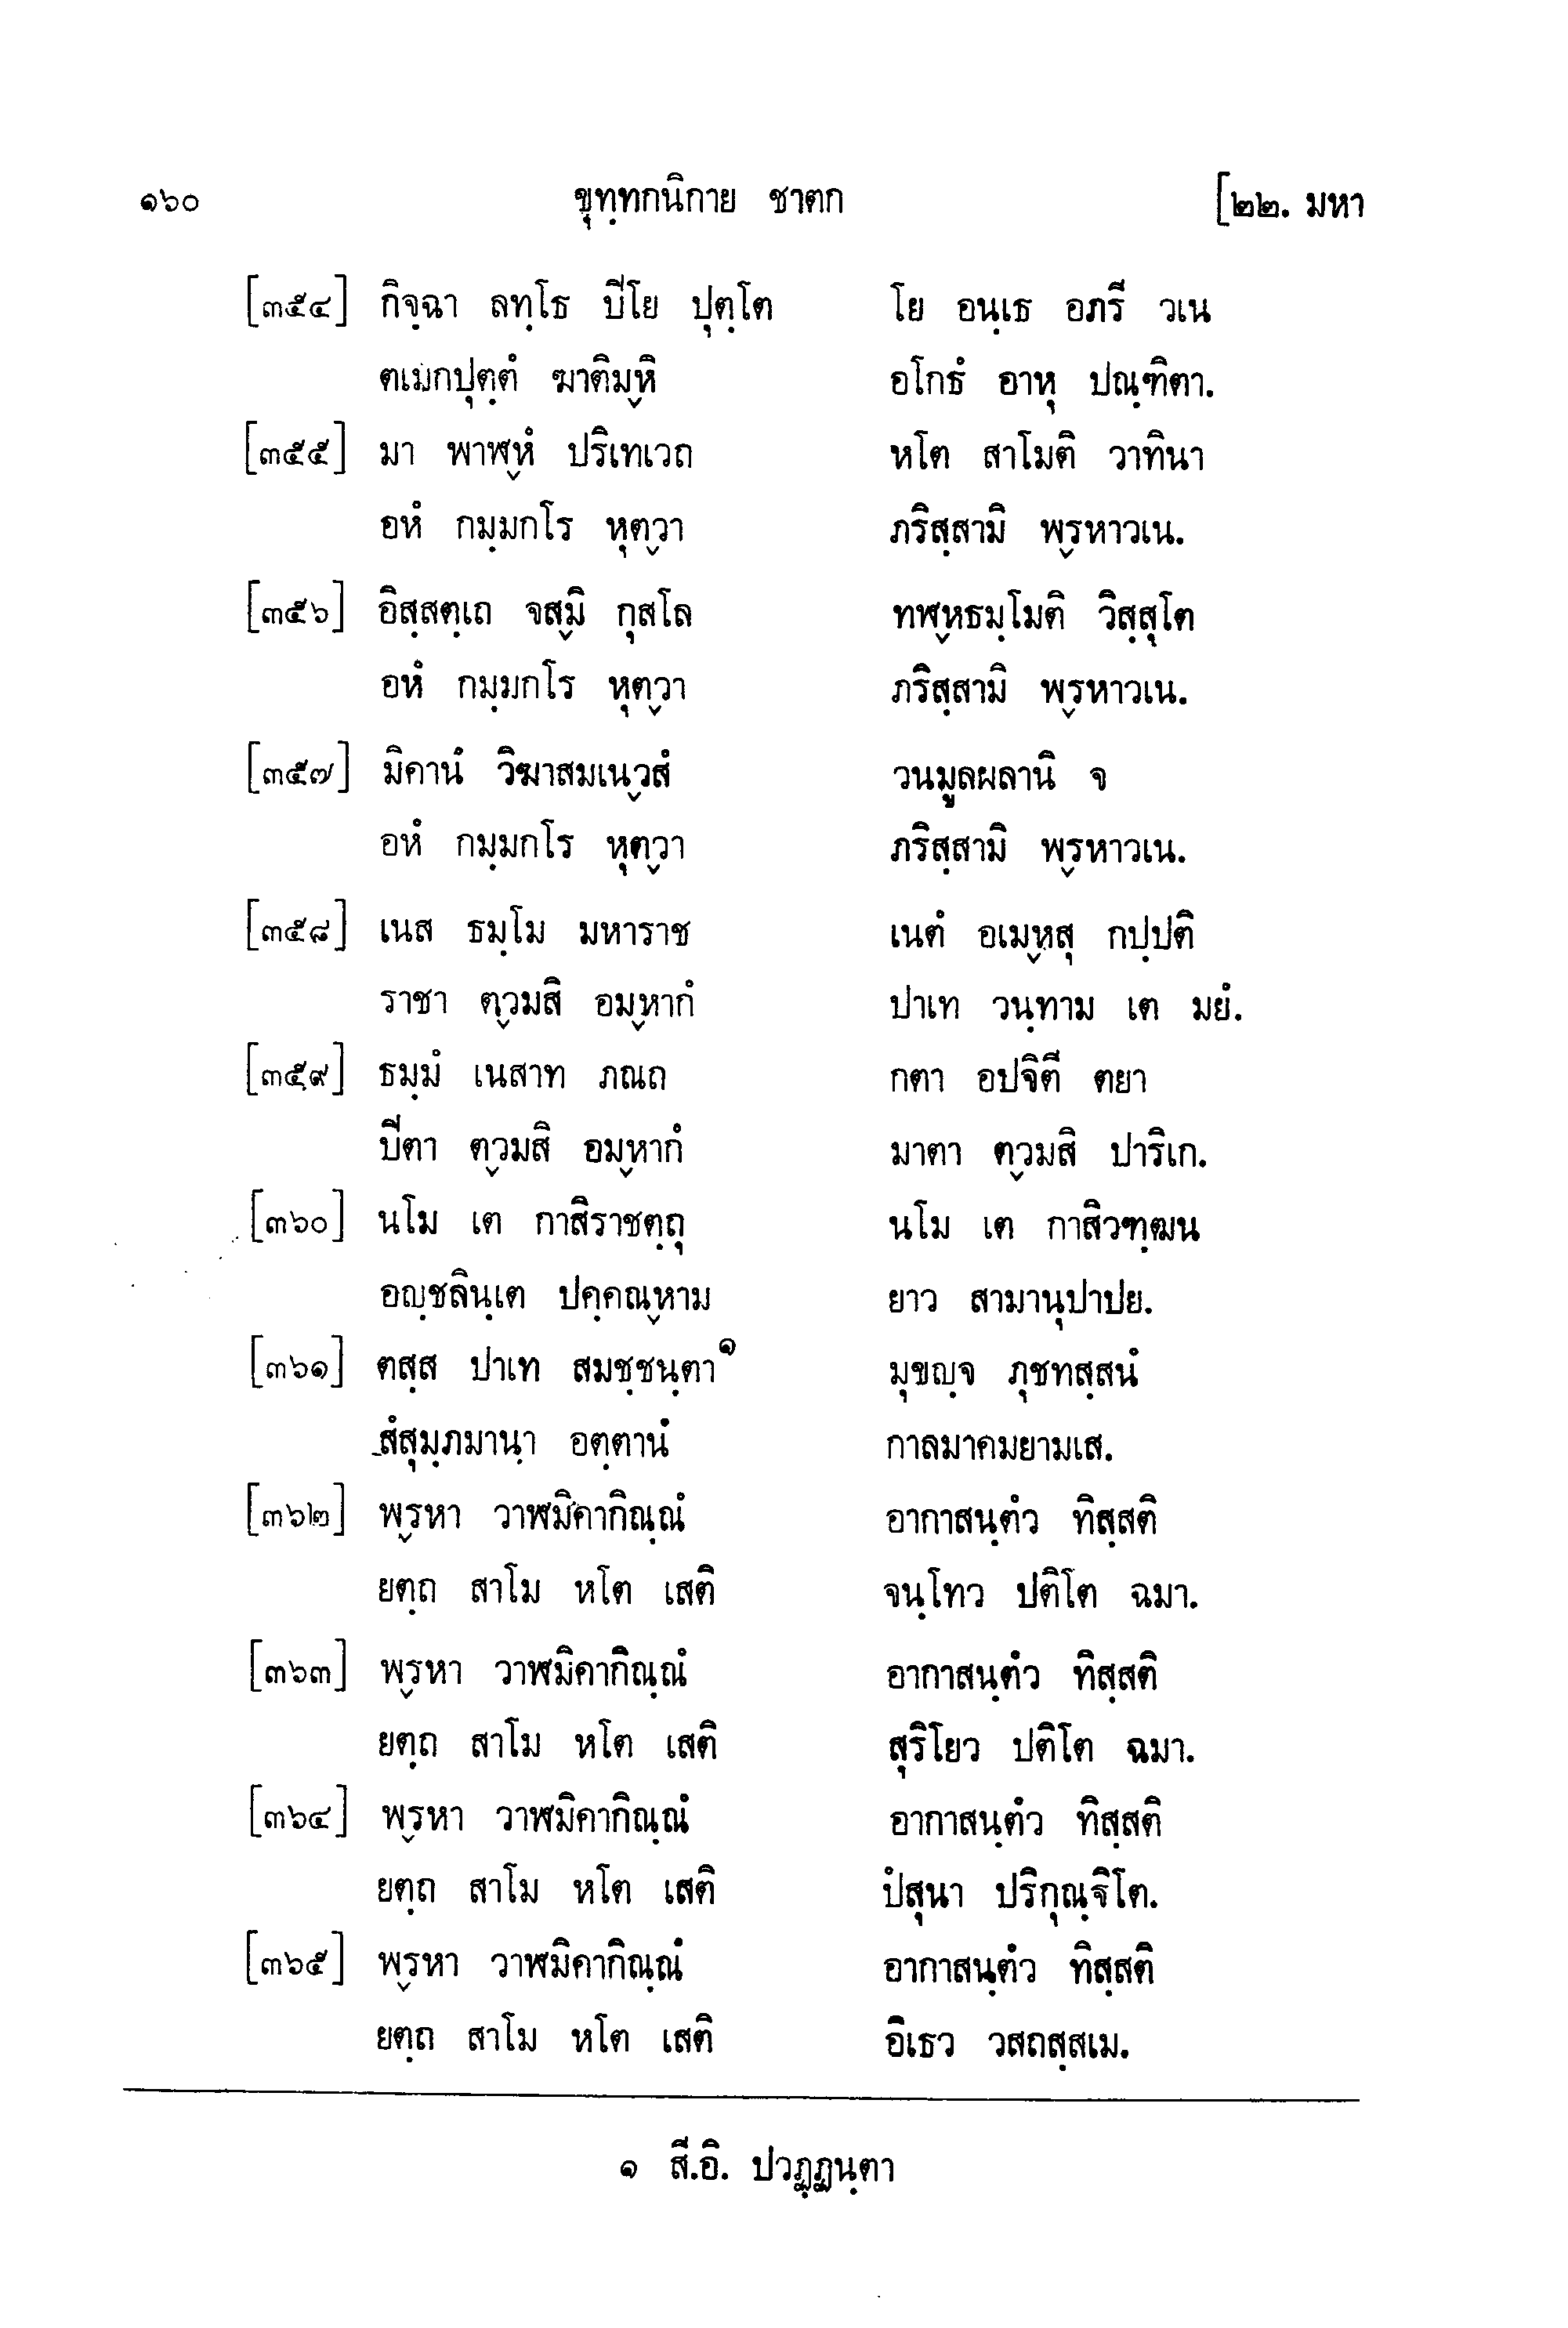 ๑๖๐ ขุทฺทกนิกาย ชาตก [๒๒. มหา
[๓๕๔] กิจฺฉา ลทฺโธ ปิโย ปุตฺโต โย อนฺเธ อภรี วเน
ตเมกปุตฺตํ ฆาติมฺหิ อโกธํ อาหุ ปณฺฑิตา.
[๓๕๕] มา พาฬฺหํ ปริเทเวถ หโต สาโมติ วาทินา
อหํ กมฺมกโร หุตฺวา ภริสฺสามิ พฺรหาวเน.
[๓๕๖] อิสฺสตฺเถ จสฺมิ กุสโล ทฬฺหธมฺโมติ วิสฺสุโต
อหํ กมฺมกโร หุตฺวา ภริสฺสามิ พฺรหาวเน.
[๓๕๗] มิคานํ วิฆาสมเนฺวสํ วนมูลผลานิ จ
อหํ กมฺมกโร หุตฺวา ภริสฺสามิ พฺรหาวเน.
[๓๕๘] เนส ธมฺโม มหาราช เนตํ อเมฺหสุ กปฺปติ
ราชา ตฺวมสิ อมฺหากํ ปาเท วนฺทาม เต มยํ.
[๓๕๙] ธมฺมํ เนสาท ภณถ กตา อปจิตี ตยา
ปิตา ตฺวมสิ อมฺหากํ มาตา ตฺวมสิ ปาริเก.
[๓๖๐] นโม เต กาสิราชตฺถุ นโม เต กาสิวฑฺฒน
อญฺชลินฺเต ปคฺคณฺหาม ยาว สามานุปาปย.
[๓๖๑] ตสฺส ปาเท สมชฺชนฺตา๑ มุขญฺจ ภุชทสฺสนํ
สํสุมฺภมานา อตฺตานํ กาลมาคมยามเส.
[๓๖๒] พฺรหา วาฬมิคากิณฺณํ อากาสนฺตํว ทิสฺสติ
ยตฺถ สาโม หโต เสติ จนฺโทว ปติโต ฉมา.
[๓๖๓] พฺรหา วาฬมิคากิณฺณํ อากาสนฺตํว ทิสฺสติ
ยตฺถ สาโม หโต เสติ สุริโยว ปติโต ฉมา.
[๓๖๔] พฺรหา วาฬมิคากิณฺณํ อากาสนฺตํว ทิสฺสติ
ยตฺถ สาโม หโต เสติ ปํสุนา ปริกุณฺจิโต.
[๓๖๕] พฺรหา วาฬมิคากิณฺณํ อากาสนฺตํว ทิสฺสติ
ยตฺถ สาโม หโต เสติ อิเธว วสถสฺสเม.
๑ สี.อิ. ปวฏฺฏนฺตา